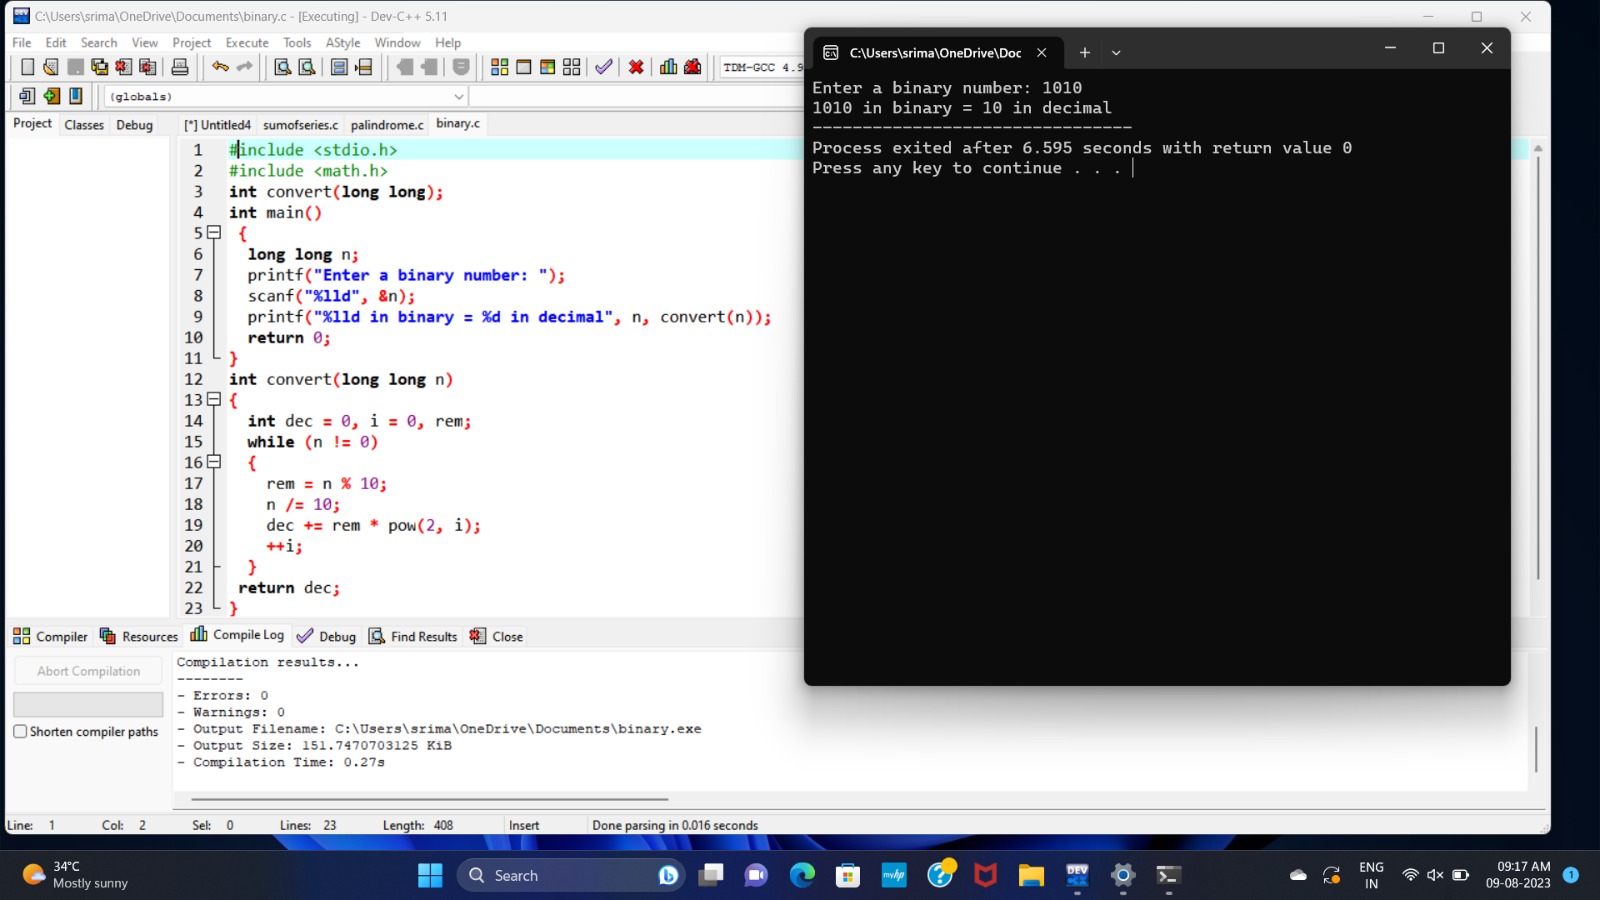 C:\Users\srima\OneDrive\Documents\binary.c - [Executing] - Dev-C++ 5.11
File Edit Search View Project Execute Tools AStyle Window Help
TDM-GCC 4.9
(globals)
Project Classes Debug
[*] Untitled4 sumofseries.c palindrome.c binary.c
1 #include <stdio.h>
2 #include <math.h>
3 int convert(long long);
4 int main()
5 {
6 long long n;
7 printf("Enter a binary number: ");
8 scanf("%lld", &n);
9 printf("%lld in binary = %d in decimal", n, convert(n));
10 return 0;
11 }
12 int convert(long long n)
13 {
14 int dec = 0, i = 0, rem;
15 while (n != 0)
16 {
17 rem = n % 10;
18 n /= 10;
19 dec += rem * pow(2, i);
20 ++i;
21 }
22 return dec;
23 }
C:\Users\srima\OneDrive\Doc
Enter a binary number: 1010
1010 in binary = 10 in decimal
--------------------------------
Process exited after 6.595 seconds with return value 0
Press any key to continue . . .
Compiler Resources Compile Log Debug Find Results Close
Abort Compilation
Shorten compiler paths
Compilation results...
--------
- Errors: 0
- Warnings: 0
- Output Filename: C:\Users\srima\OneDrive\Documents\binary.exe
- Output Size: 151.7470703125 KiB
- Compilation Time: 0.27s
Line: 1 Col: 2 Sel: 0 Lines: 23 Length: 408 Insert Done parsing in 0.016 seconds
34°C
Mostly sunny
Search
myhp
DEV
ENG
IN
09:17 AM
09-08-2023
1